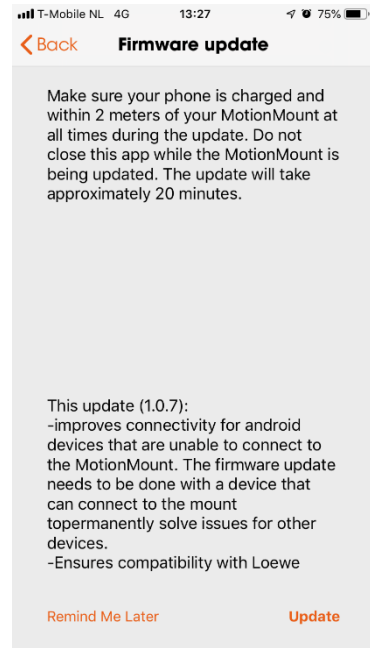 T-Mobile NL 4G 13:27 75%
Back Firmware update
Make sure your phone is charged and
within 2 meters of your MotionMount at
all times during the update. Do not
close this app while the MotionMount is
being updated. The update will take
approximately 20 minutes.
This update (1.0.7):
-improves connectivity for android
devices that are unable to connect to
the MotionMount. The firmware update
needs to be done with a device that
can connect to the mount
topermanently solve issues for other
devices.
-Ensures compatibility with Loewe
Remind Me Later Update